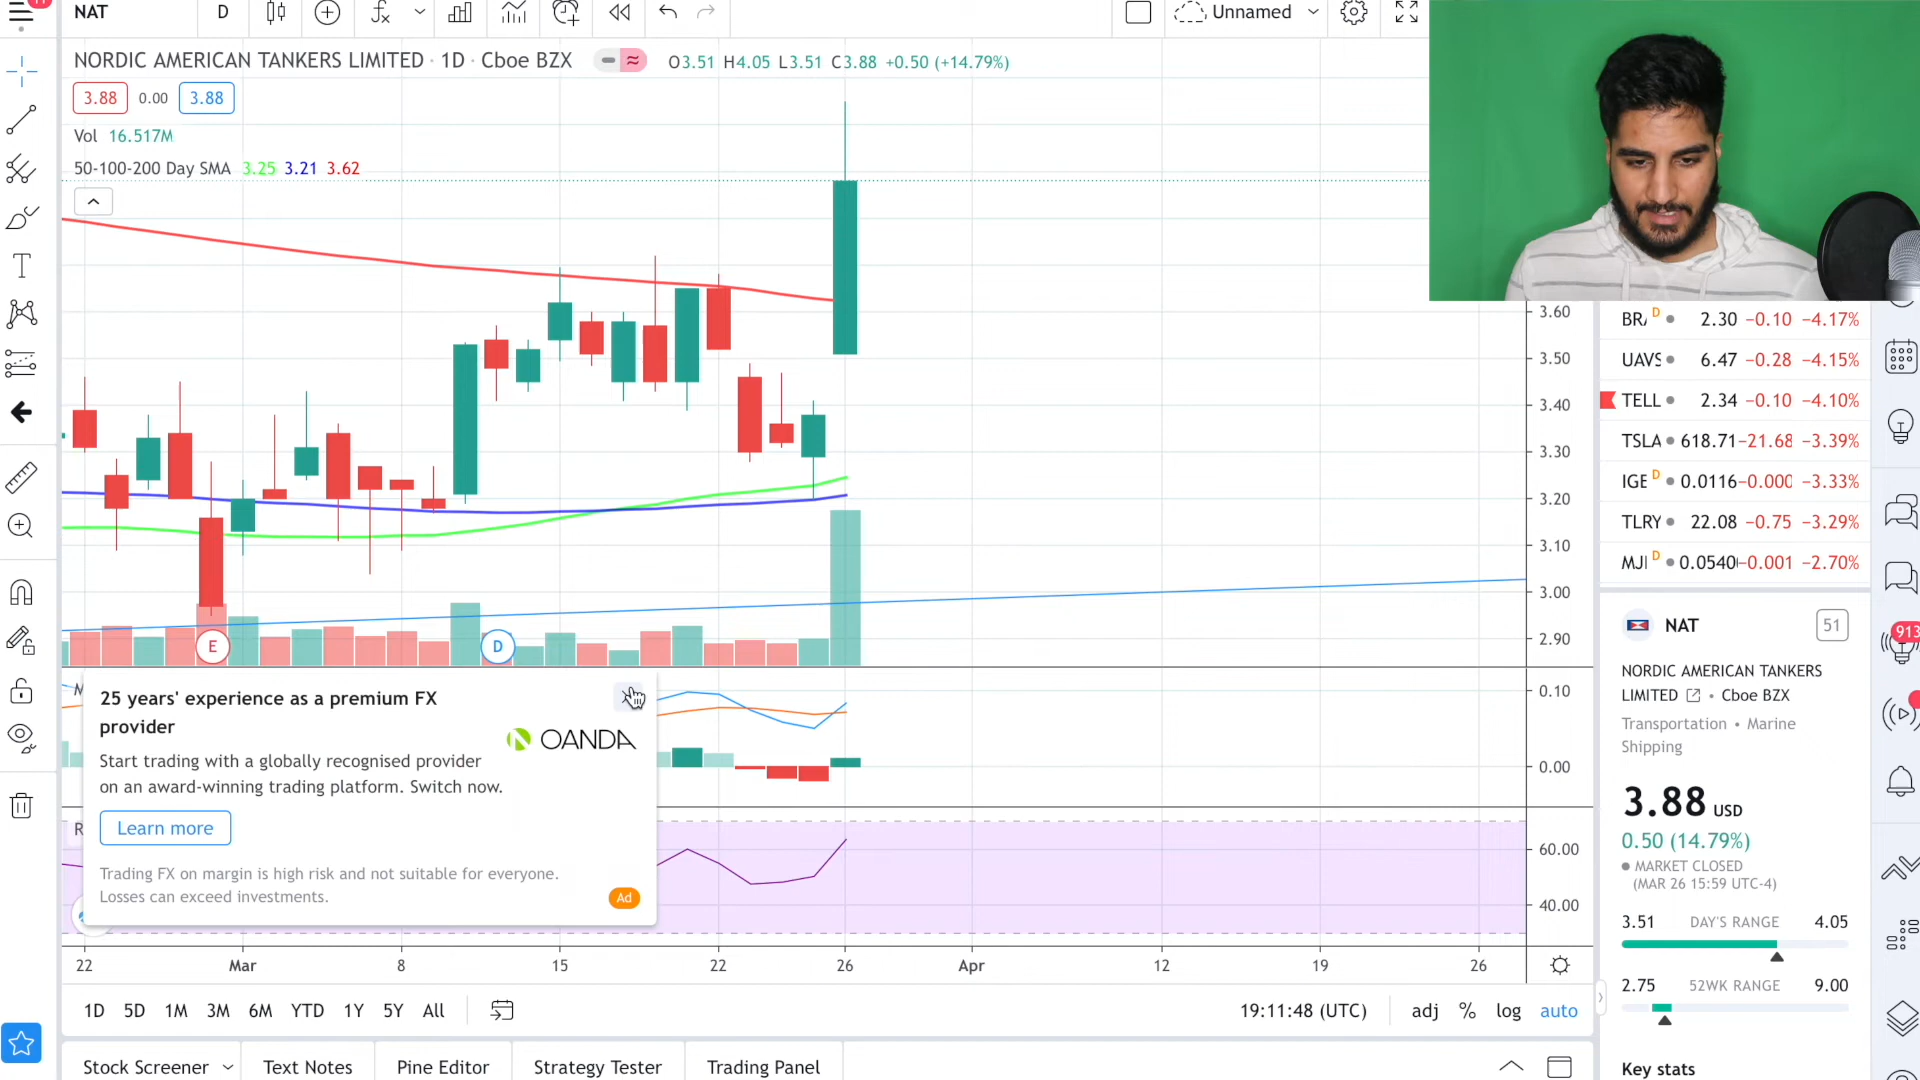 NAT
D
Unnamed
NORDIC AMERICAN TANKERS LIMITED · 1D · Cboe BZX
O3.51 H4.05 L3.51 C3.88 +0.50 (+14.79%)
3.88 0.00 3.88
Vol 16.517M
50-100-200 Day SMA 3.25 3.21 3.62
3.60
3.50
3.40
3.30
3.20
3.10
3.00
2.90
E
D
0.10
0.00
60.00
40.00
25 years' experience as a premium FX
provider
OANDA
Start trading with a globally recognised provider
on an award-winning trading platform. Switch now.
Learn more
Trading FX on margin is high risk and not suitable for everyone.
Losses can exceed investments.
Ad
22 Mar 8 15 22 26 Apr 12 19 26
1D 5D 1M 3M 6M YTD 1Y 5Y All
19:11:48 (UTC)
adj % log auto
Stock Screener
Text Notes
Pine Editor
Strategy Tester
Trading Panel
D 2.30 −0.10 −4.17%
UAVS 6.47 −0.28 −4.15%
TELL 2.34 −0.10 −4.10%
TSLA 618.71 −21.68 −3.39%
IGE D 0.0116 −0.000 −3.33%
TLRY 22.08 −0.75 −3.29%
D 0.0540 −0.001 −2.70%
NAT
51
NORDIC AMERICAN TANKERS
LIMITED • Cboe BZX
Transportation • Marine
Shipping
3.88 USD
0.50 (14.79%)
MARKET CLOSED
(MAR 26 15:59 UTC-4)
3.51 DAY'S RANGE 4.05
2.75 52WK RANGE 9.00
Key stats
913